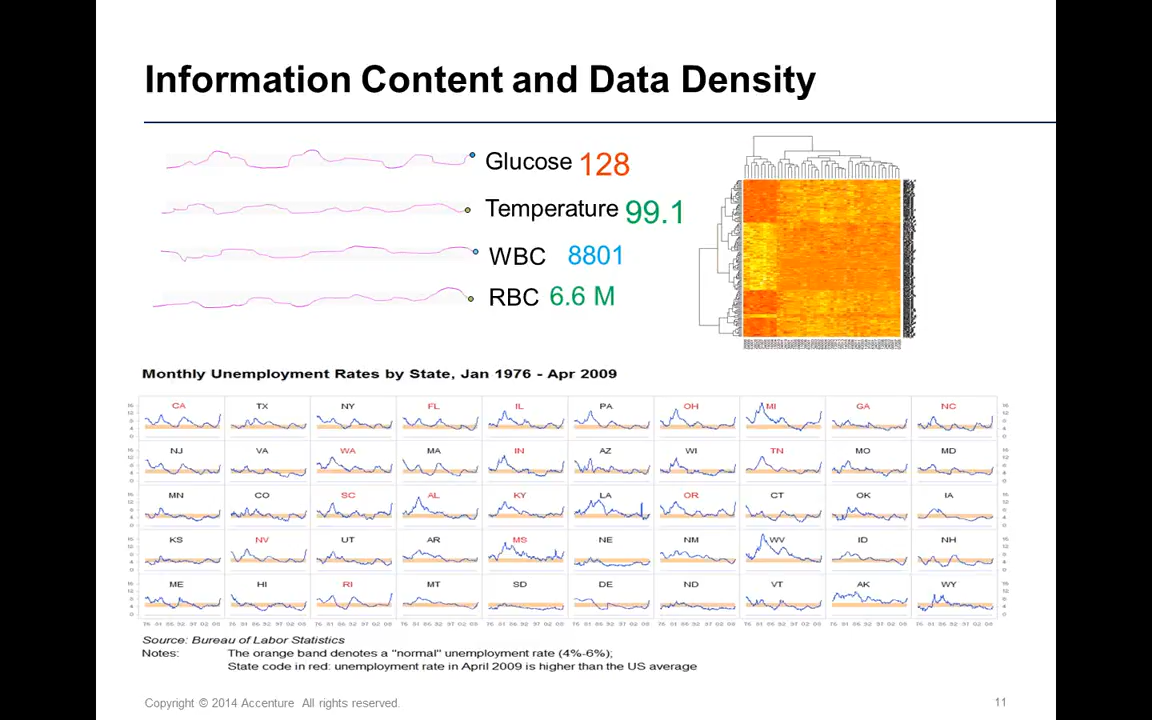 Information Content and Data Density
Glucose 128
Temperature 99.1
WBC 8801
RBC 6.6 M
Monthly Unemployment Rates by State, Jan 1976 - Apr 2009
CA TX NY FL IL PA OH MI GA NC
NJ VA WA MA IN AZ WI TN MO MD
MN CO SC AL KY LA OR CT OK IA
KS NV UT AR MS NE NM WV ID NH
ME HI RI MT SD DE ND VT AK WY
Source: Bureau of Labor Statistics
Notes: The orange band denotes a "normal" unemployment rate (4%-6%);
State code in red: unemployment rate in April 2009 is higher than the US average
Copyright © 2014 Accenture All rights reserved.
11